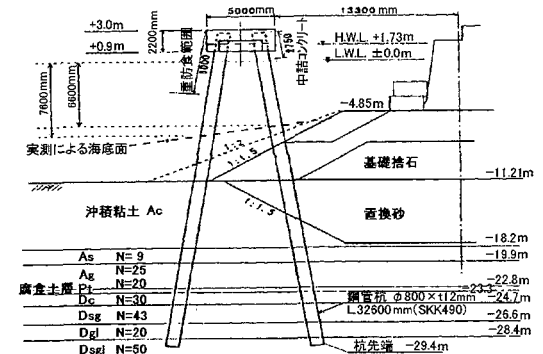 5000mm
13300mm
+3.0m
+0.9m
2200mm
1750
1000
重防食範囲
中詰コンクリート
H.W.L. +1.73m
L.W.L. ±0.0m
7600mm
6600mm
-4.85m
実測による海底面
1:2
1:1.5
基礎捨石
-11.21m
沖積粘土 Ac
1:1.5
置換砂
-18.2m
-19.9m
As N= 9
Ag N=25
腐食土層 Pt N=20
-22.8m
-23.3
Dc N=30
鋼管杭 φ800×t12mm
-24.7m
Dsg N=43
L32600mm(SKK490)
-26.6m
Dgl N=20
-28.4m
Dsgl N=50
杭先端 -29.4m